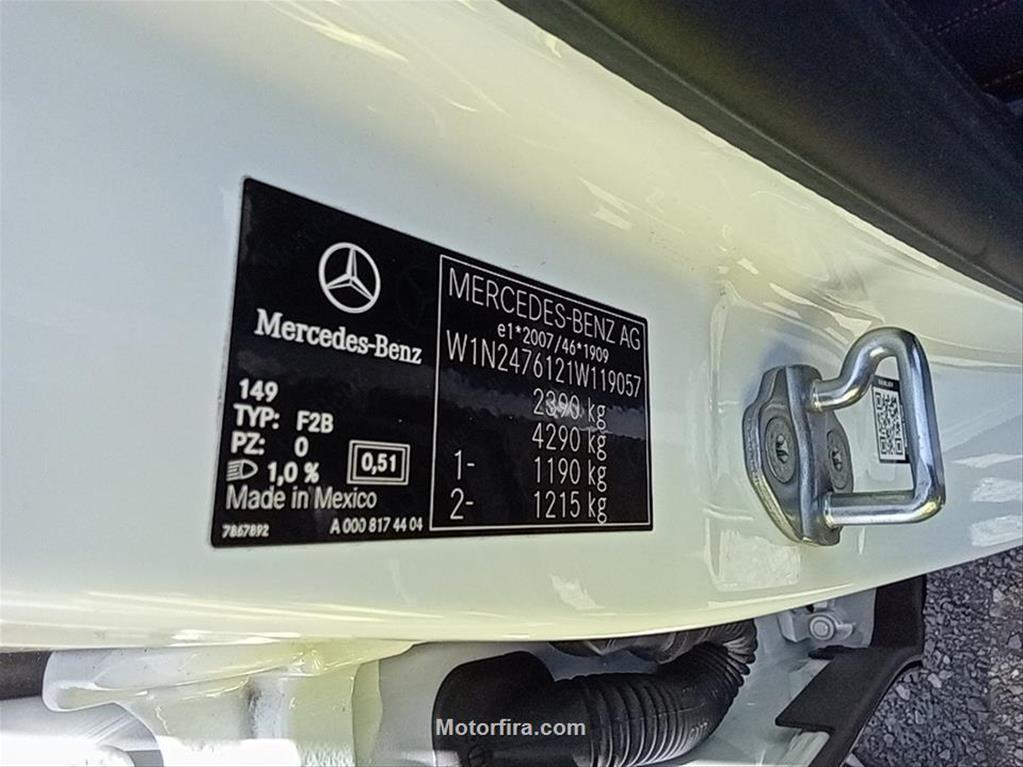 Mercedes-Benz
149
TYP: F2B
PZ: 0
1,0 %
0,51
Made in Mexico
7867892
A 000 817 44 04
MERCEDES-BENZ AG
e1*2007/46*1909
W1N2476121W119057
2390 kg
4290 kg
1- 1190 kg
2- 1215 kg
Motorfira.com